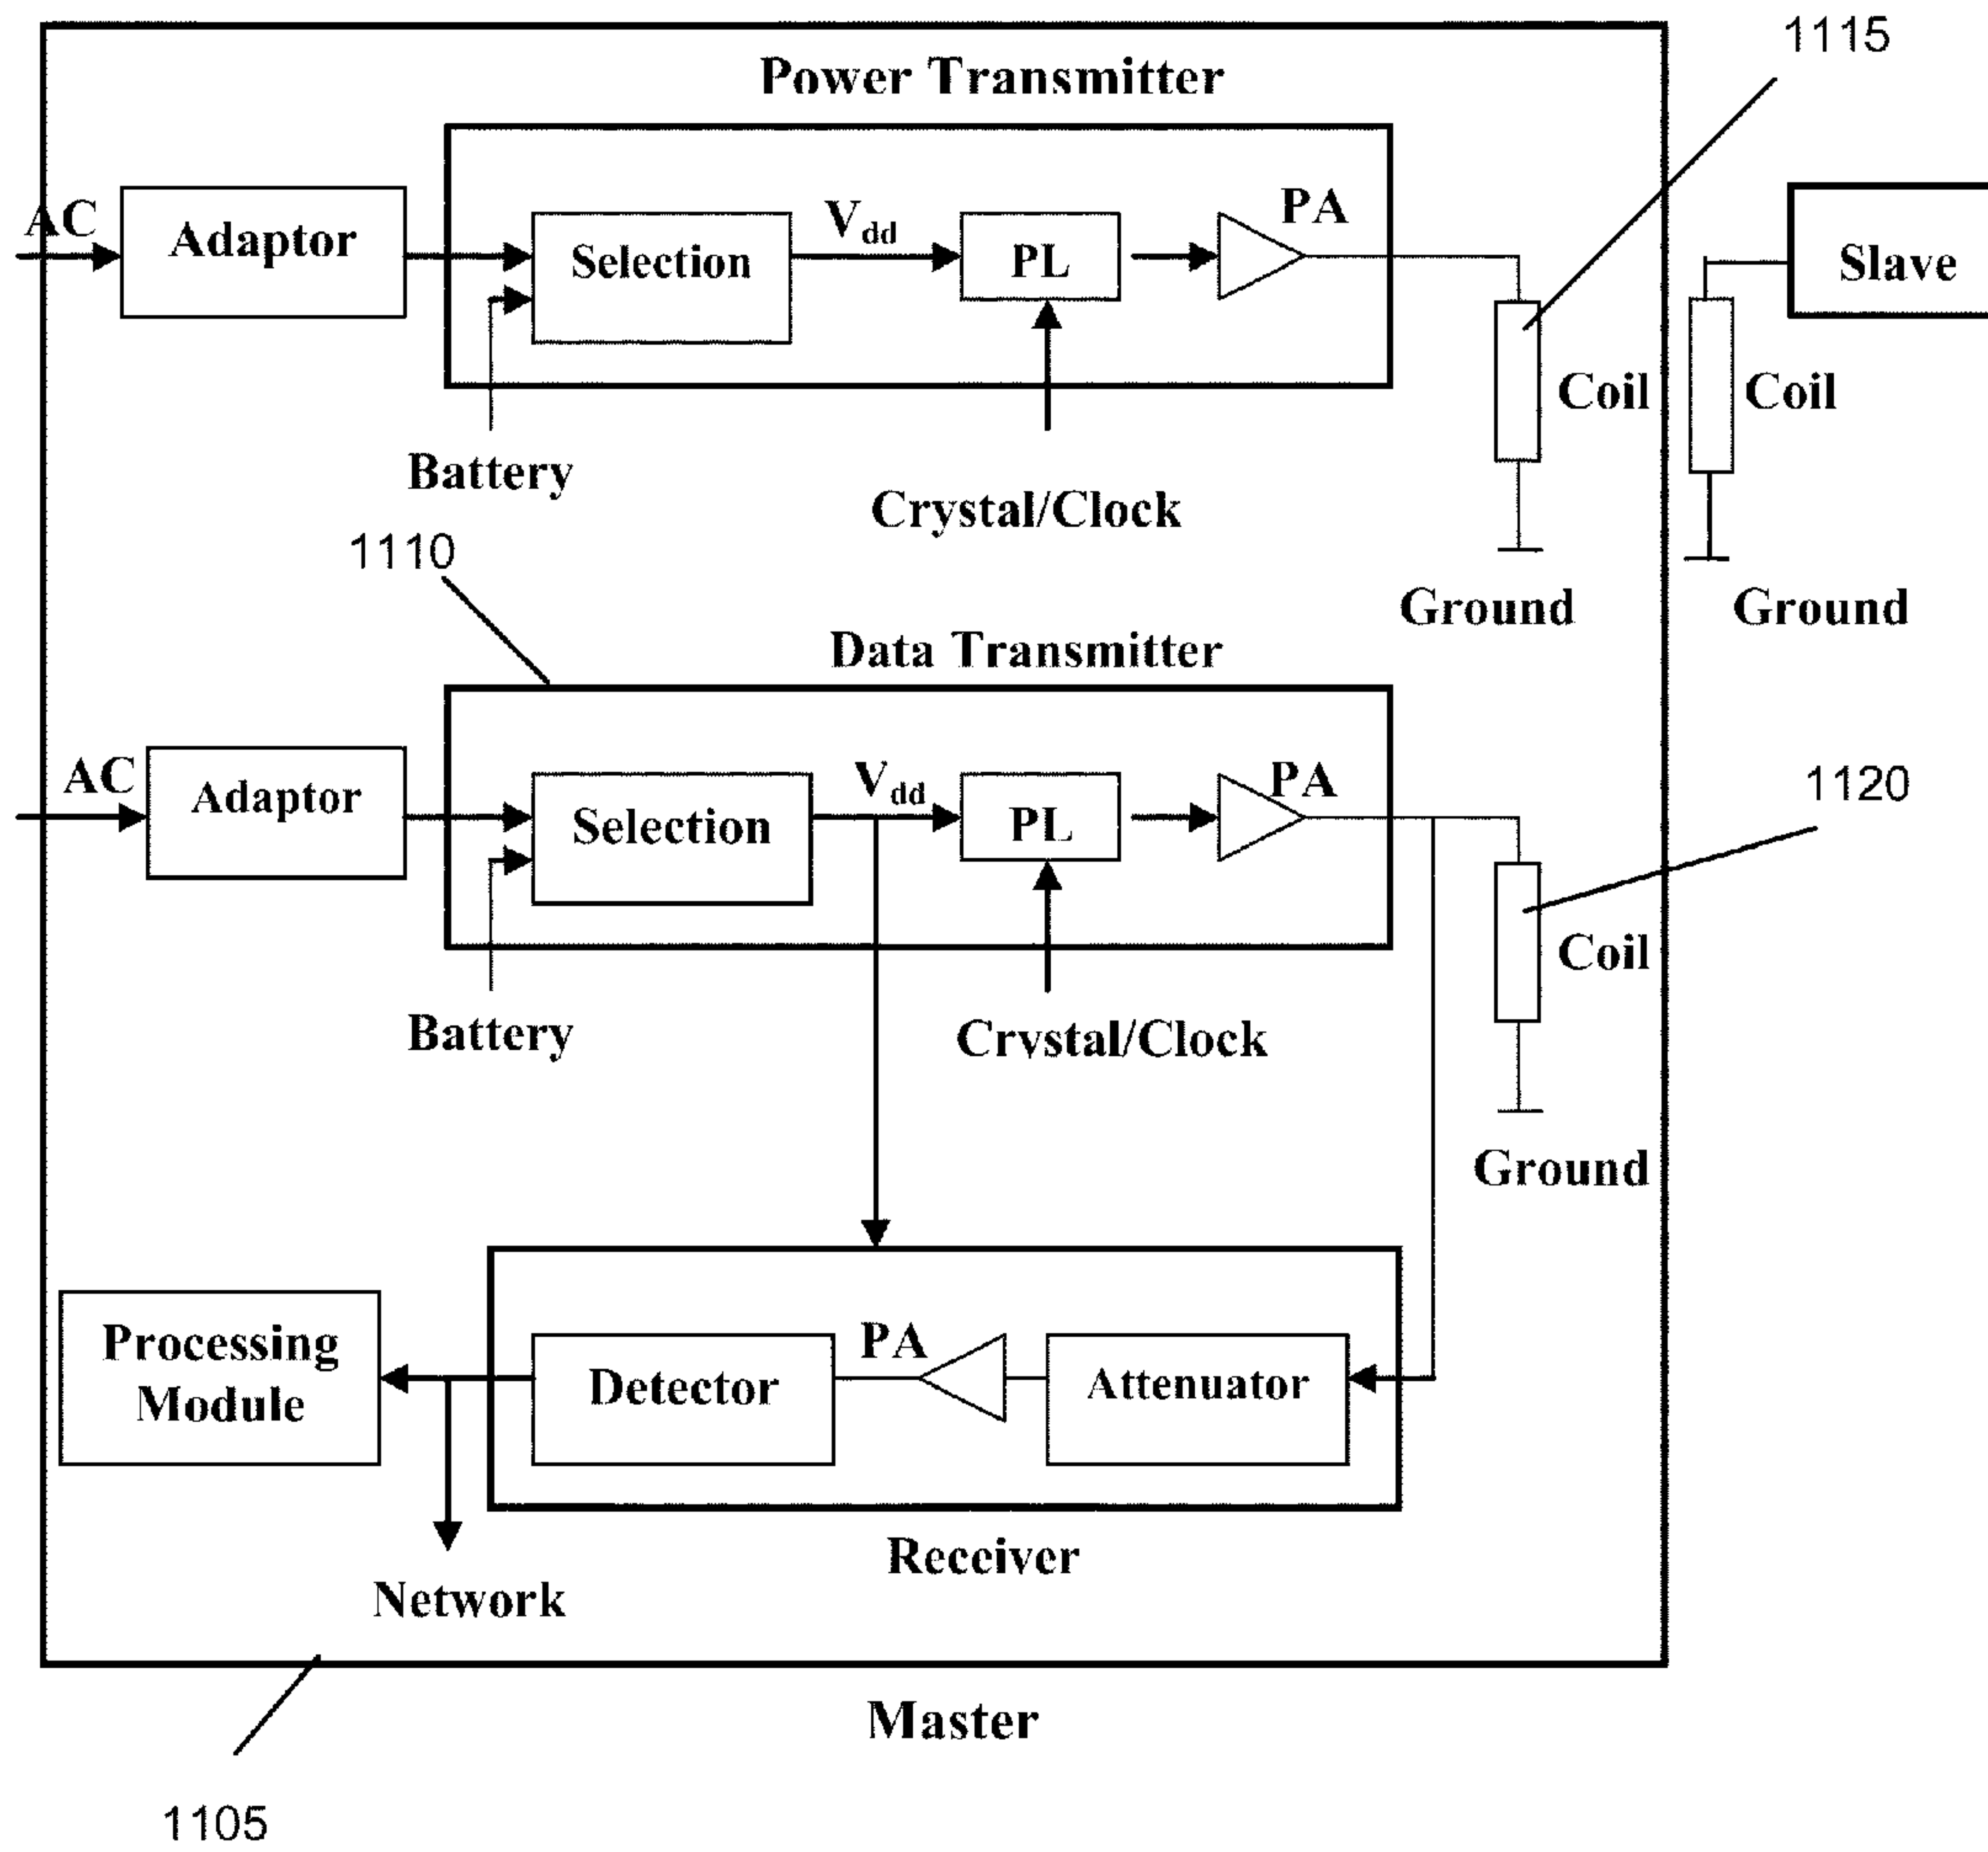 1115
Power Transmitter
AC
Adaptor
Selection
Vdd
PL
PA
Slave
Coil
Coil
Battery
Crystal/Clock
Ground
Ground
1110
Data Transmitter
AC
Adaptor
Selection
Vdd
PL
PA
1120
Coil
Battery
Crystal/Clock
Ground
Processing
Module
Detector
PA
Attenuator
Receiver
Network
Master
1105